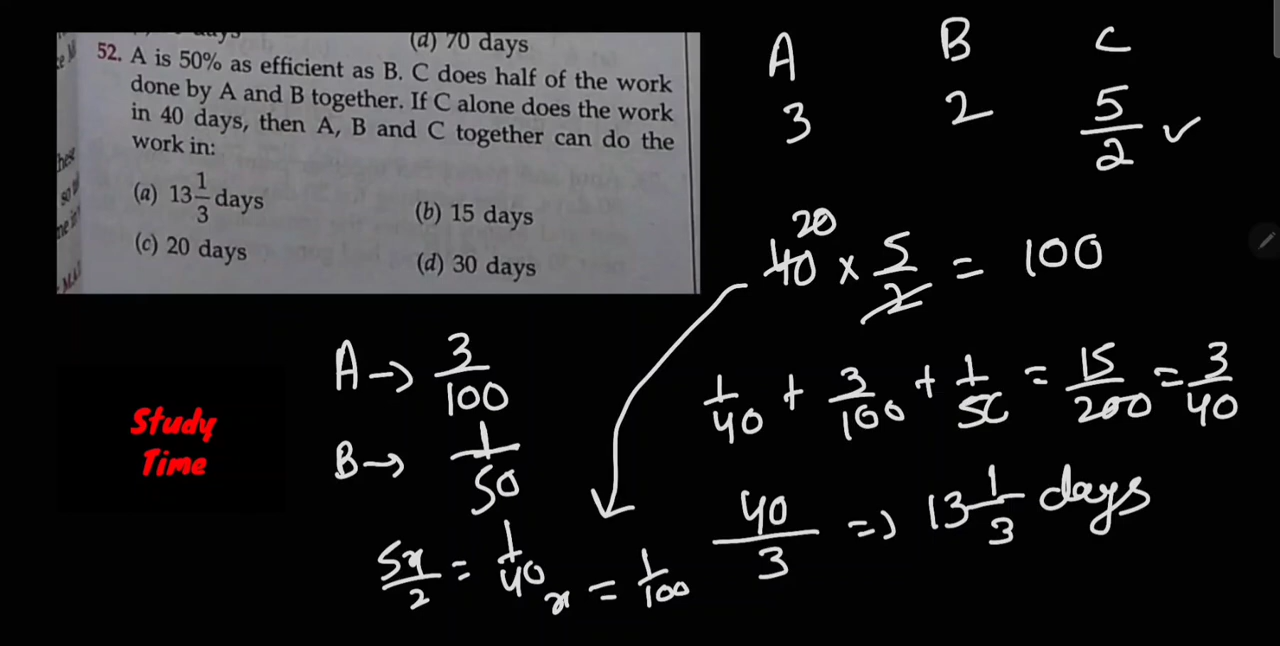 (d) 70 days
52. A is 50% as efficient as B. C does half of the work
done by A and B together. If C alone does the work
in 40 days, then A, B and C together can do the
work in:
(a) 13 1/3 days
(b) 15 days
(c) 20 days
(d) 30 days
A B C
3 2 5/2 ✓
20
40 × 5/2 = 100
A → 3/100
B → 1/50
5x/2 = 1/40 x = 1/100
1/40 + 3/100 + 1/50 = 15/200 = 3/40
40/3 => 13 1/3 days
Study
Time